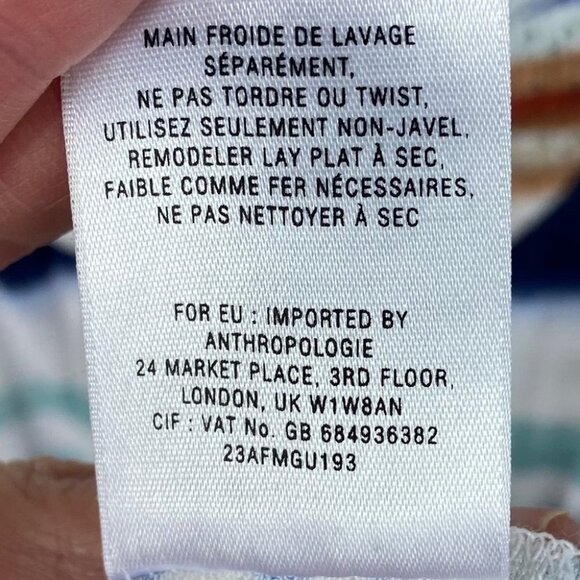 MAIN FROIDE DE LAVAGE
SÉPARÉMENT,
NE PAS TORDRE OU TWIST,
UTILISEZ SEULEMENT NON-JAVEL.
REMODELER LAY PLAT À SEC,
FAIBLE COMME FER NÉCESSAIRES,
NE PAS NETTOYER À SEC
FOR EU : IMPORTED BY
ANTHROPOLOGIE
24 MARKET PLACE, 3RD FLOOR,
LONDON, UK W1W8AN
CIF : VAT No. GB 684936382
23AFMGU193